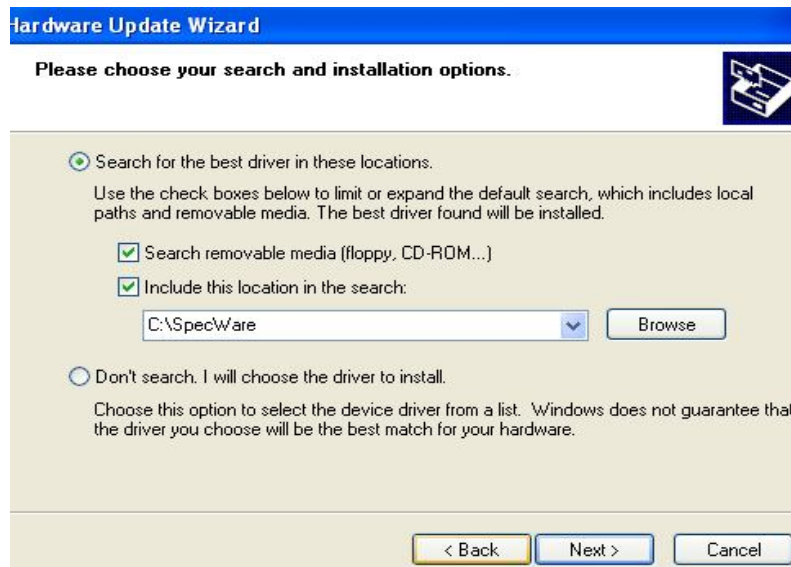 Hardware Update Wizard
Please choose your search and installation options.
Search for the best driver in these locations.
Use the check boxes below to limit or expand the default search, which includes local
paths and removable media. The best driver found will be installed.
Search removable media (floppy, CD-ROM...)
Include this location in the search:
C:\SpecWare
Browse
Don't search. I will choose the driver to install.
Choose this option to select the device driver from a list. Windows does not guarantee that
the driver you choose will be the best match for your hardware.
< Back
Next >
Cancel